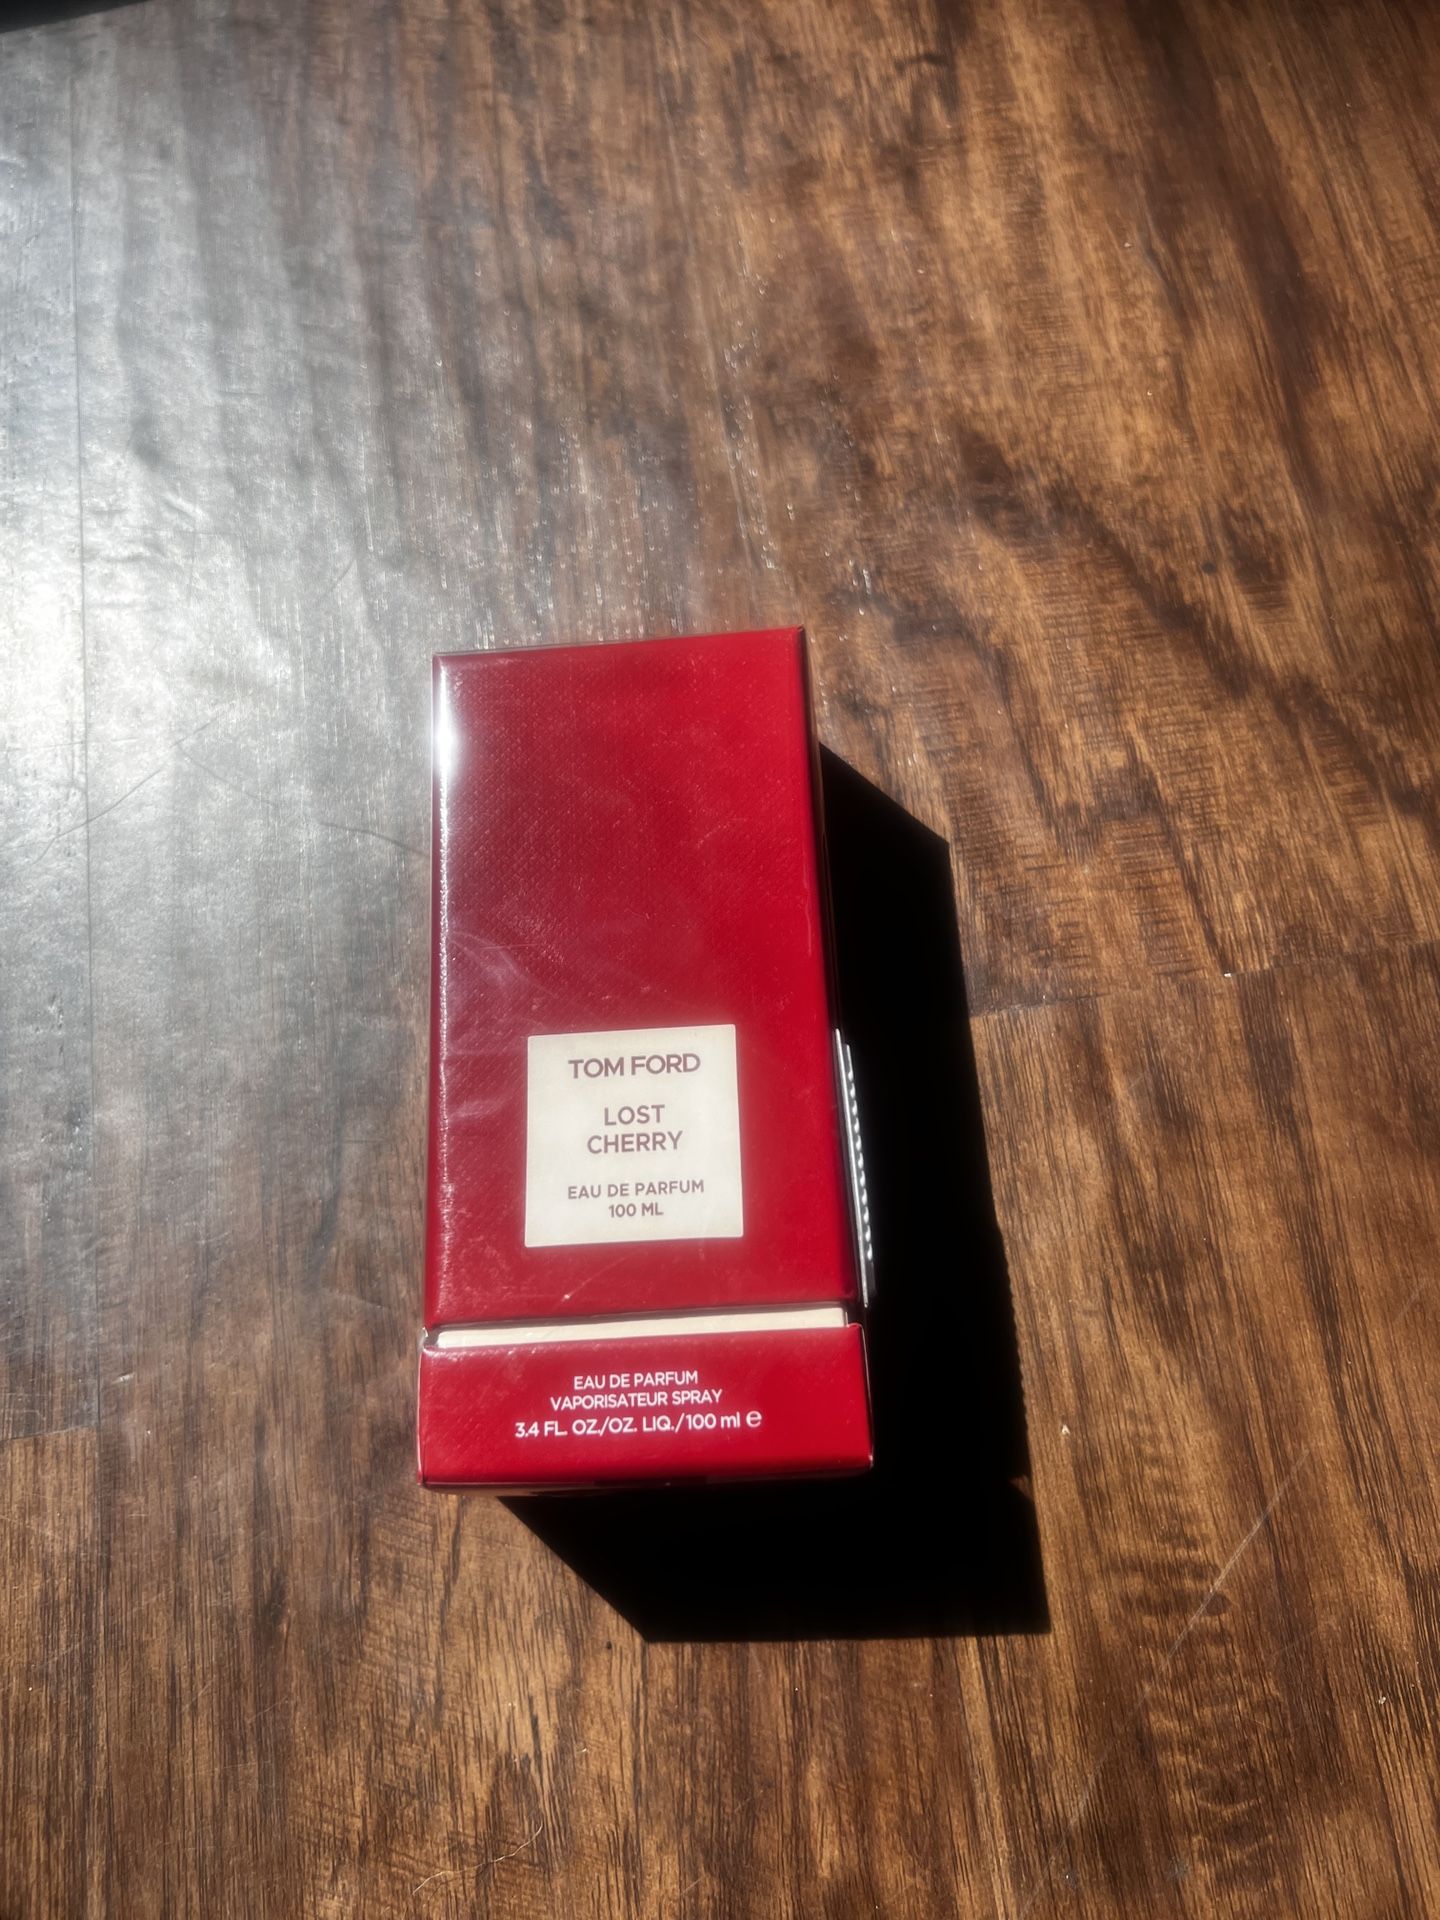 TOM FORD
LOST
CHERRY
EAU DE PARFUM
100 ML
EAU DE PARFUM
VAPORISATEUR SPRAY
3.4 FL. OZ./OZ. LIQ./100 ml ℮